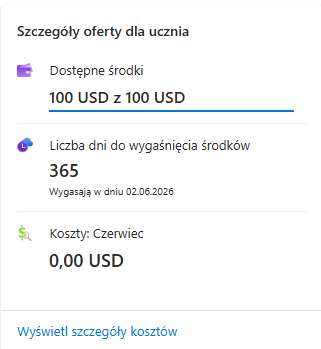 Szczegóły oferty dla ucznia
Dostępne środki
100 USD z 100 USD
Liczba dni do wygaśnięcia środków
365
Wygasają w dniu 02.06.2026
Koszty: Czerwiec
0,00 USD
Wyświetl szczegóły kosztów